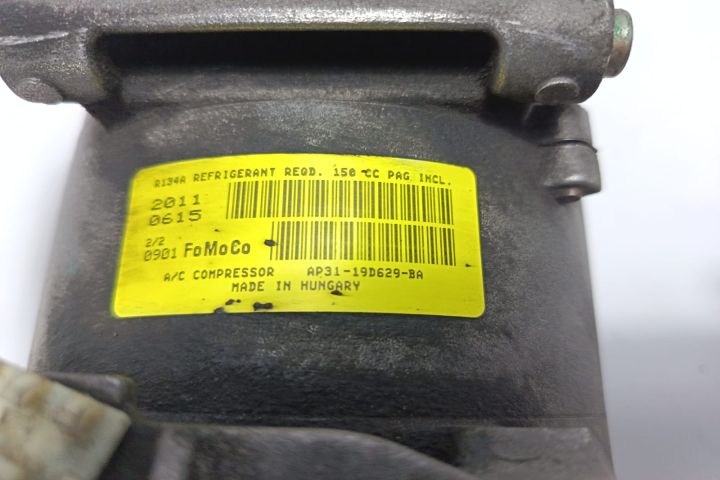 R134A REFRIGERANT REQD. 150 CC PAG INCL.
2011
0615
2/2
0901 FoMoCo
A/C COMPRESSOR AP31-19D629-BA
MADE IN HUNGARY